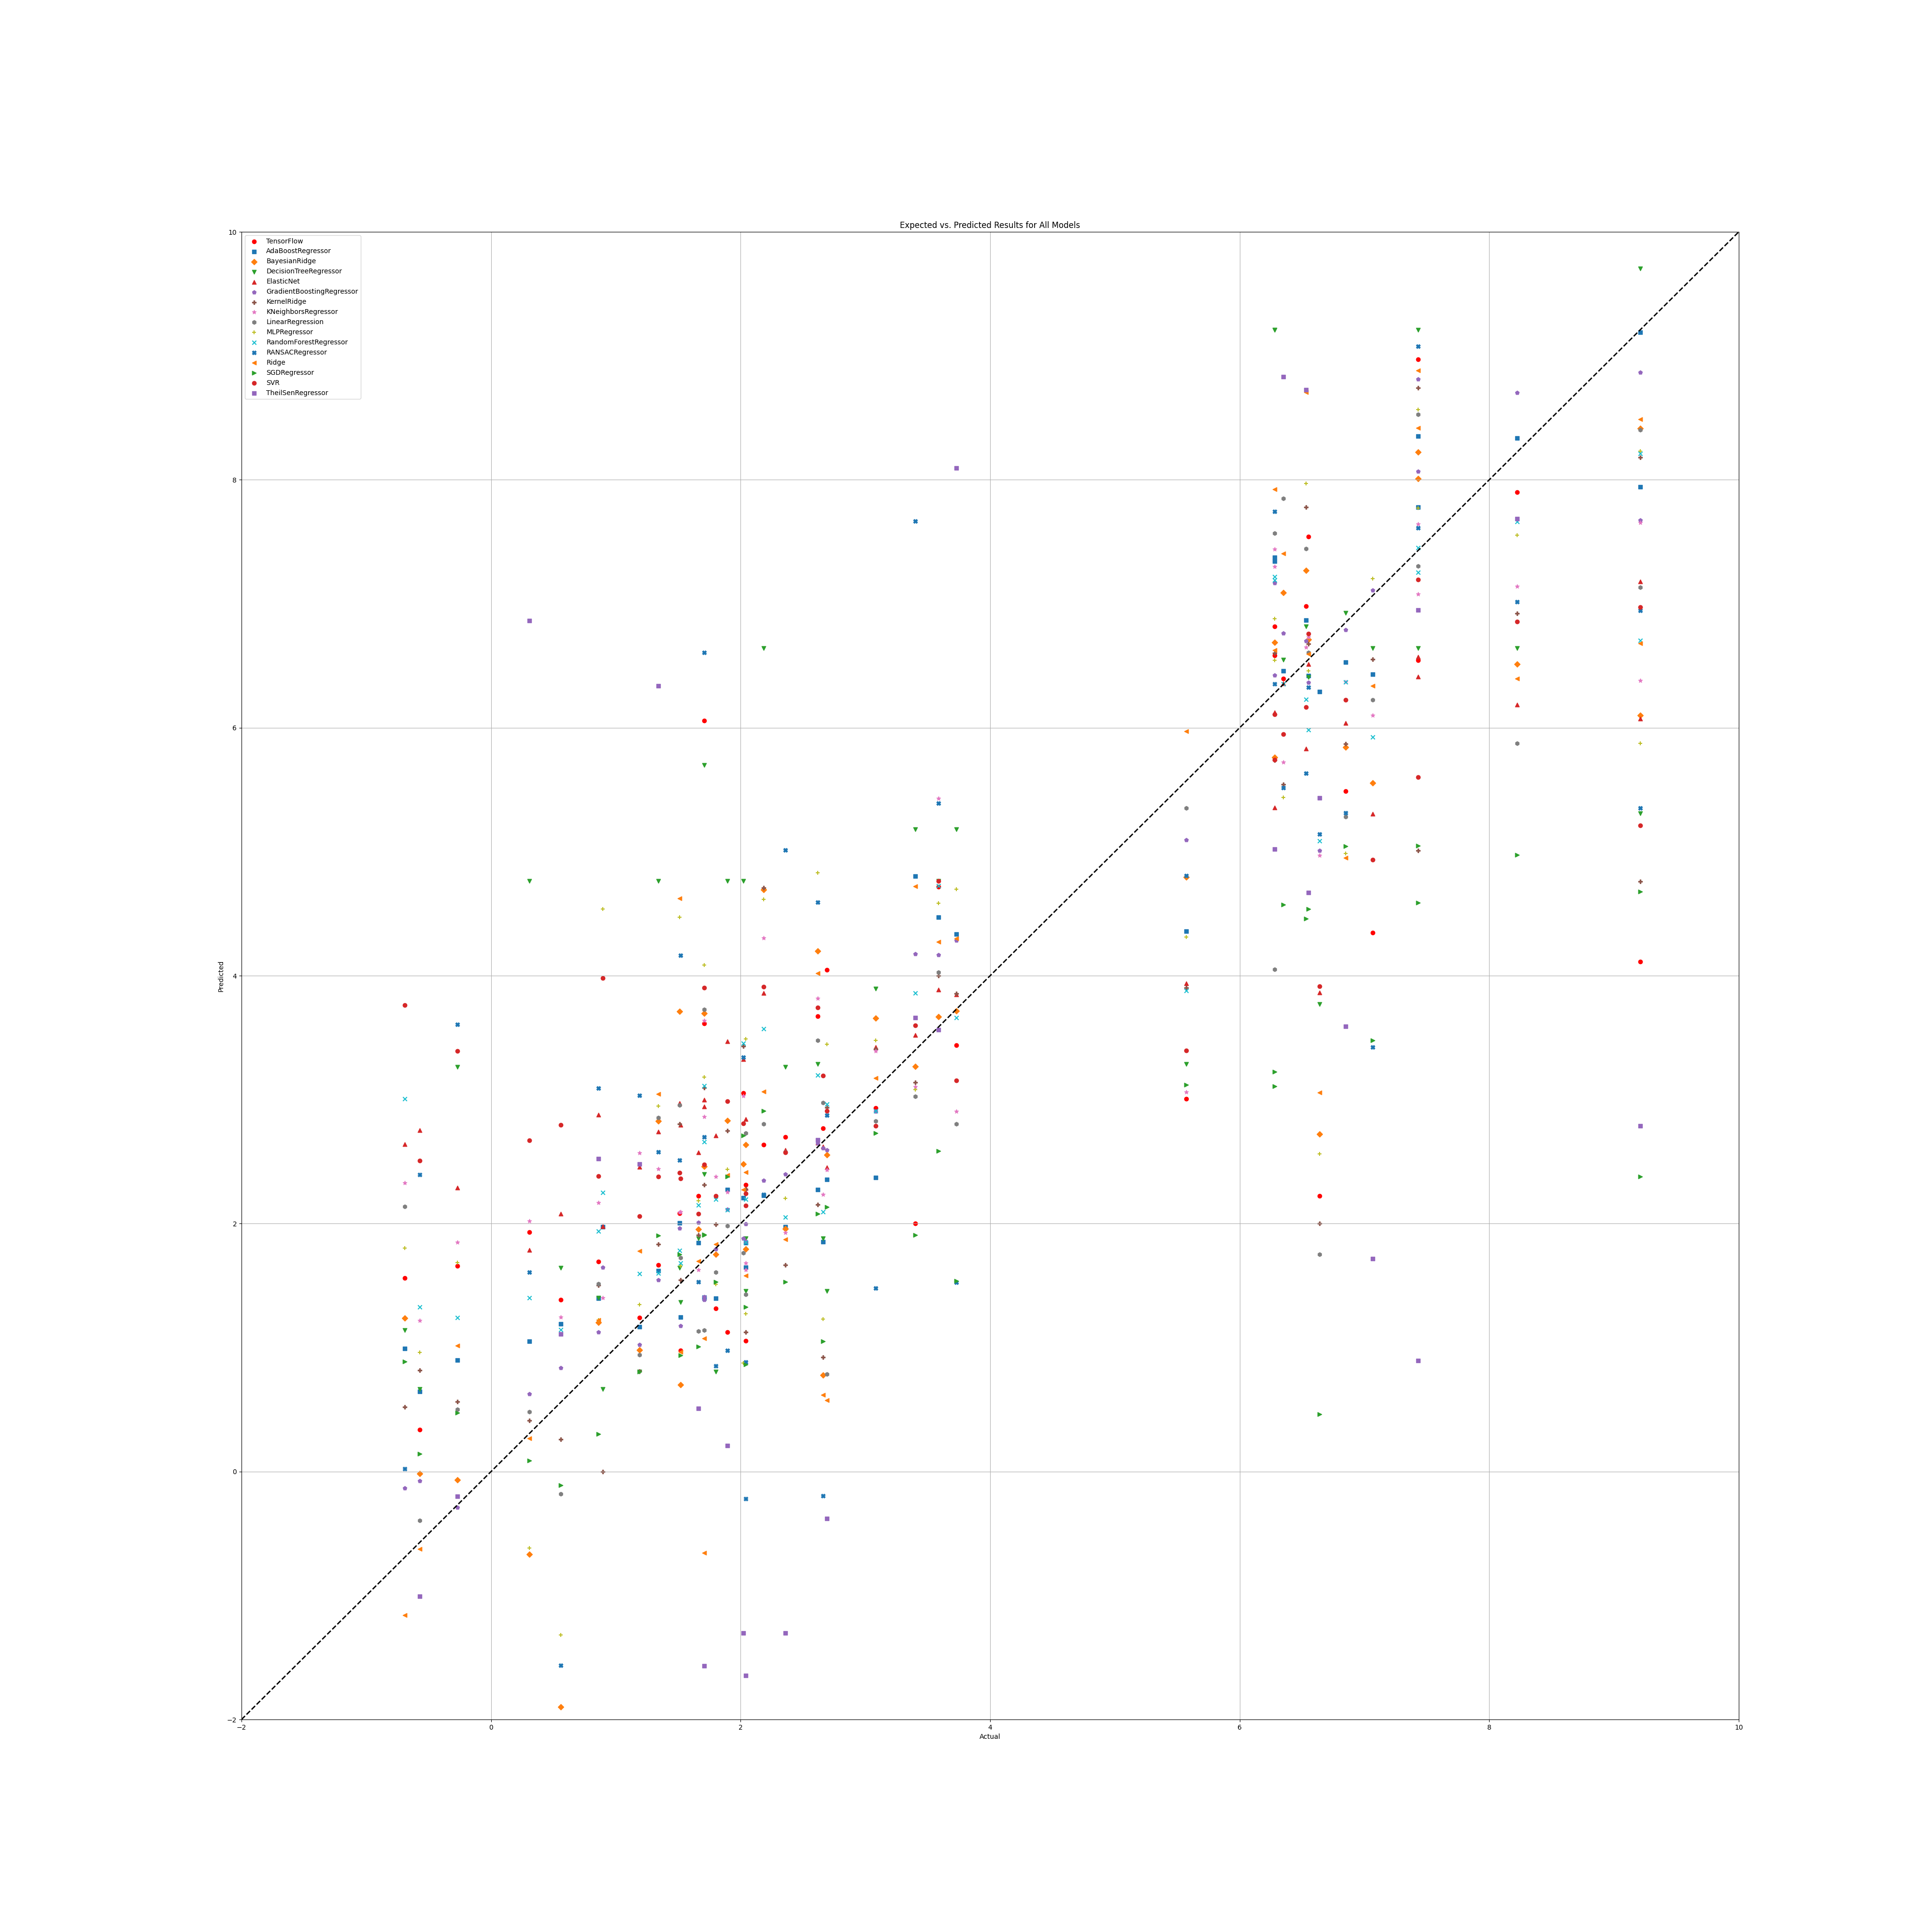 Expected vs. Predicted Results for All Models
TensorFlow
AdaBoostRegressor
BayesianRidge
DecisionTreeRegressor
ElasticNet
GradientBoostingRegressor
KernelRidge
KNeighborsRegressor
LinearRegression
MLPRegressor
RandomForestRegressor
RANSACRegressor
Ridge
SGDRegressor
SVR
TheilSenRegressor
10
8
6
4
2
0
−2
Predicted
−2 0 2 4 6 8 10
Actual